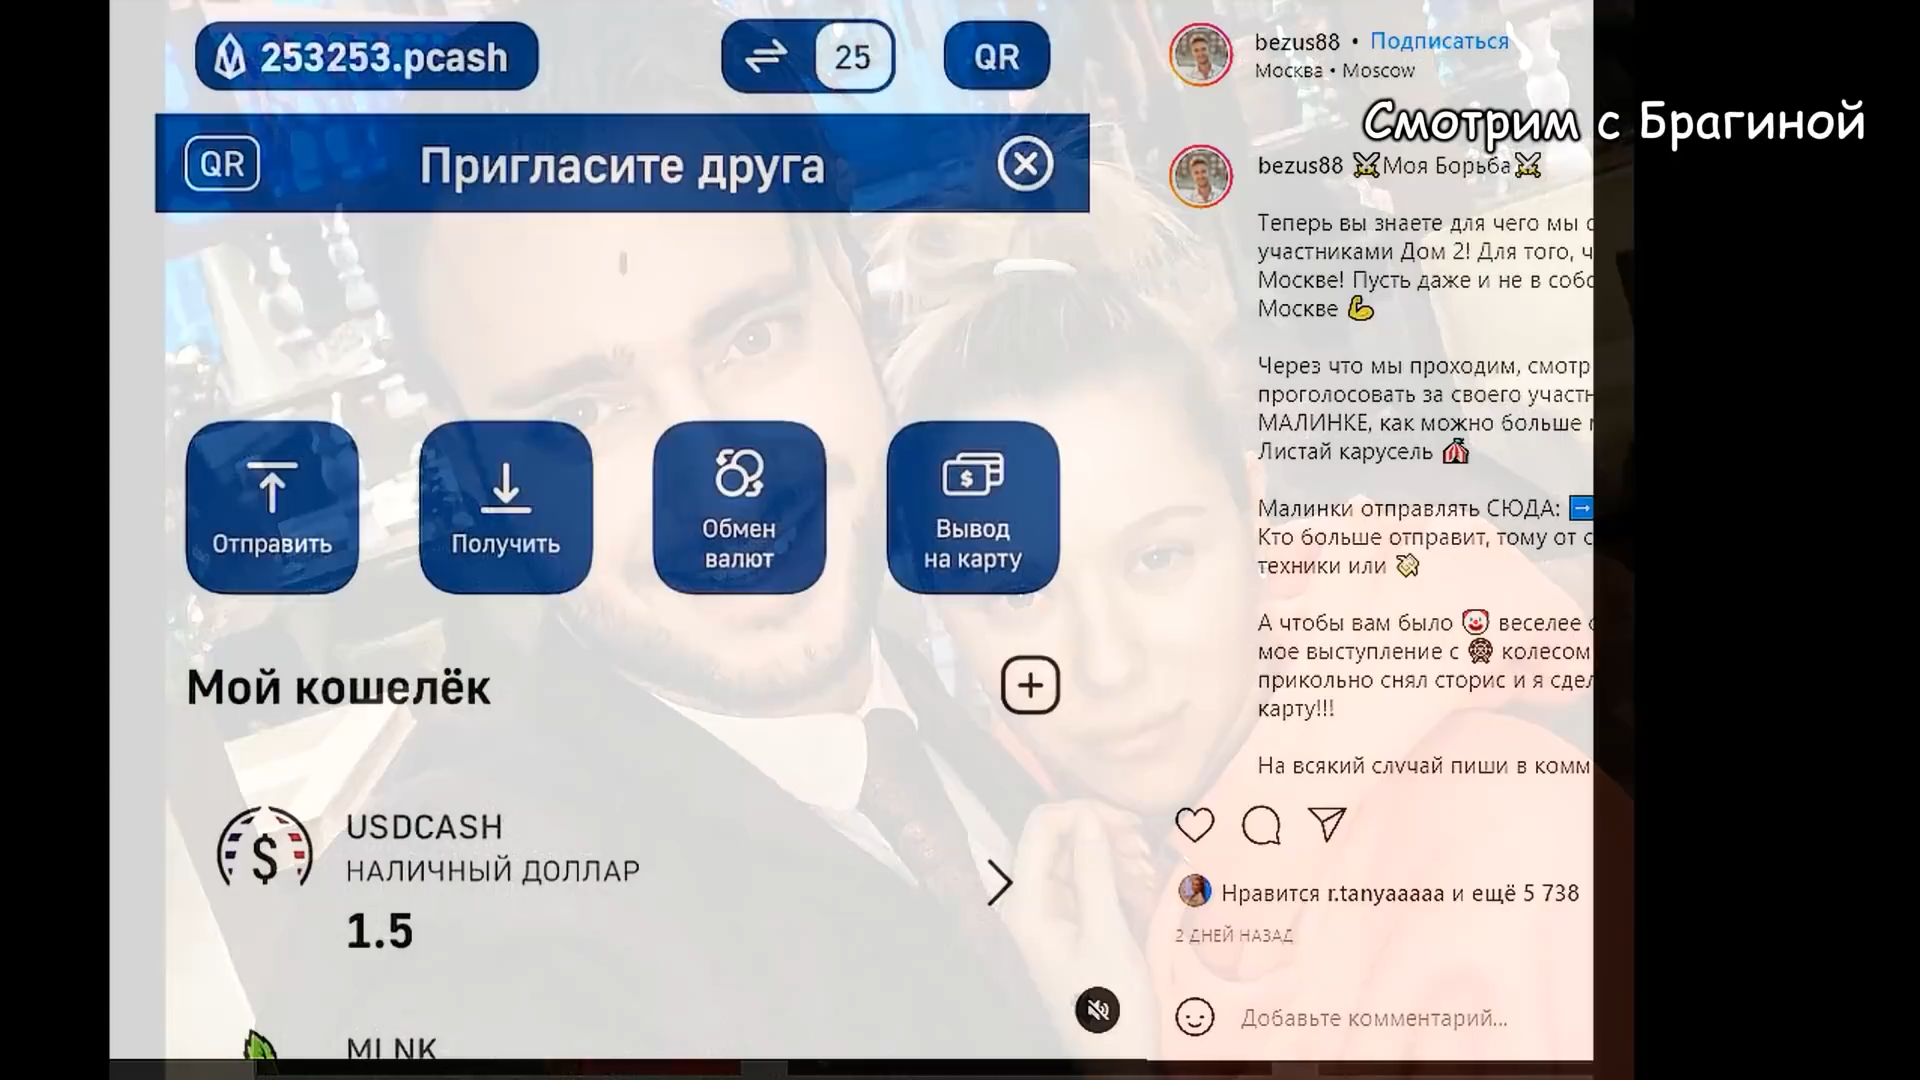 253253.pcash
25
QR
QR
Пригласите друга
Отправить
Получить
Обмен
валют
Вывод
на карту
Мой кошелёк
USDCASH
НАЛИЧНЫЙ ДОЛЛАР
1.5
MLNK
bezus88 • Подписаться
Москва • Moscow
Смотрим с Брагиной
bezus88 ⚔Моя Борьба⚔
Теперь вы знаете для чего мы
участниками Дом 2! Для того,
Москве! Пусть даже и не в
Москве 💪
Через что мы проходим,
проголосовать за своего
МАЛИНКЕ, как можно больше
Листай карусель 🎪
Малинки отправлять СЮДА: ➡
Кто больше отправит, тому от
техники или 💸
А чтобы вам было 🤡 веселее
мое выступление с 🎡 колесом
прикольно снял сторис и я
карту!!!
На всякий случай пиши в
Нравится r.tanyaaaaa и ещё 5 738
2 ДНЕЙ НАЗАД
Добавьте комментарий...